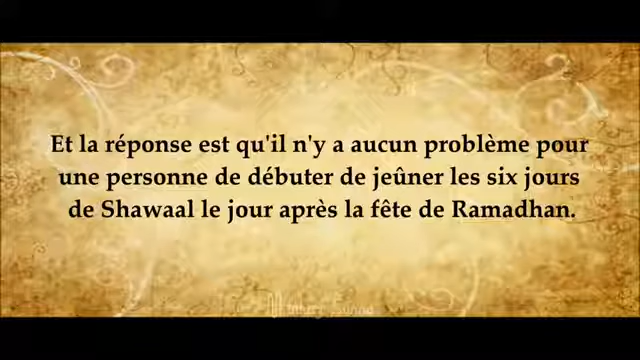 Et la réponse est qu'il n'y a aucun problème pour
une personne de débuter de jeûner les six jours
de Shawaal le jour après la fête de Ramadhan.